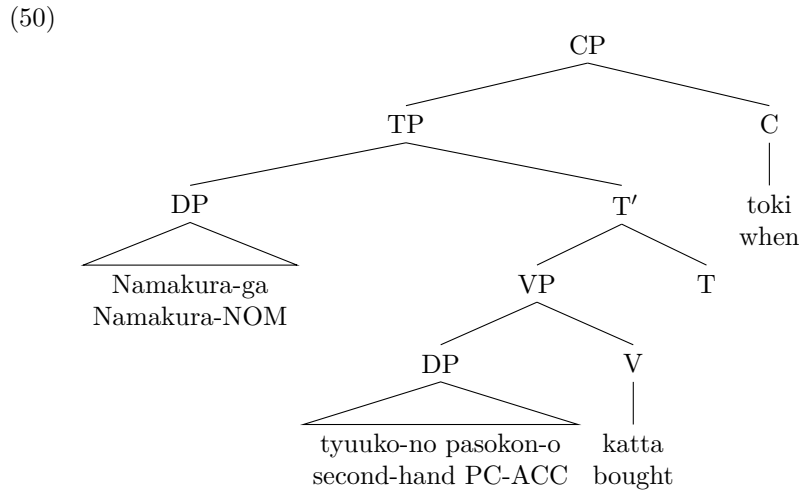 (50)
CP
TP C
DP T′ toki
when
Namakura-ga VP T
Namakura-NOM
DP V
tyuuko-no pasokon-o katta
second-hand PC-ACC bought